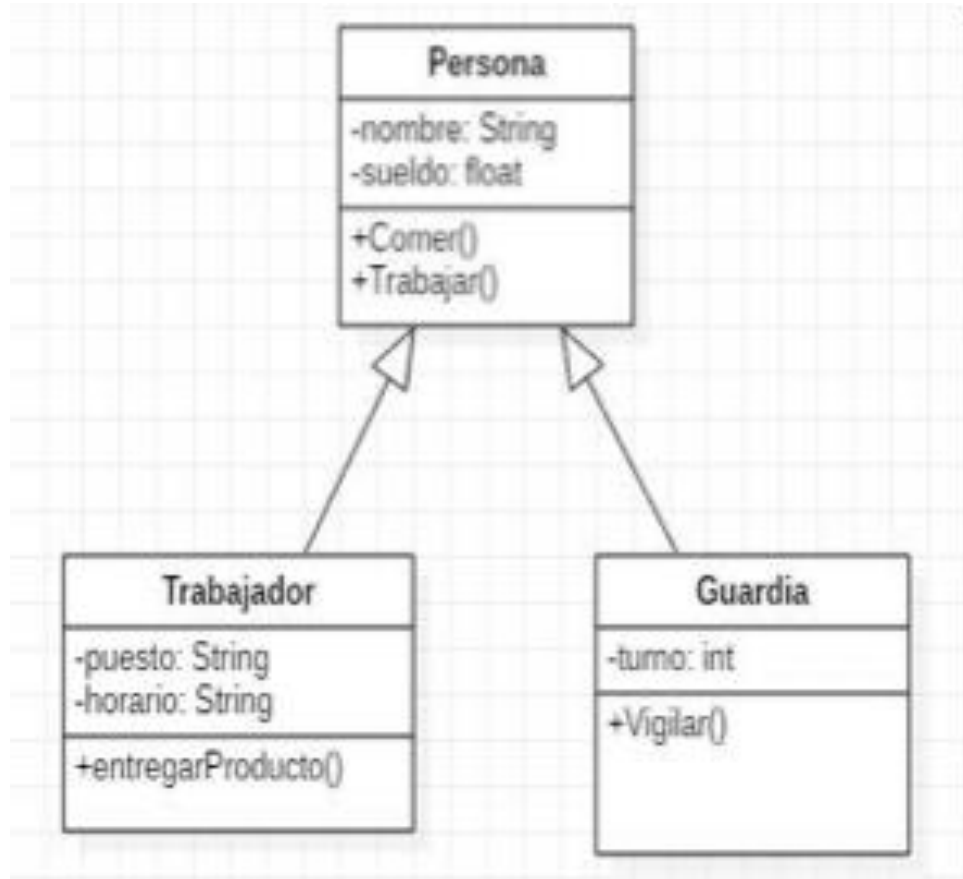 Persona
-nombre: String
-sueldo: float
+Comer()
+Trabajar()
Trabajador
-puesto: String
-horario: String
+entregarProducto()
Guardia
-turno: int
+Vigilar()